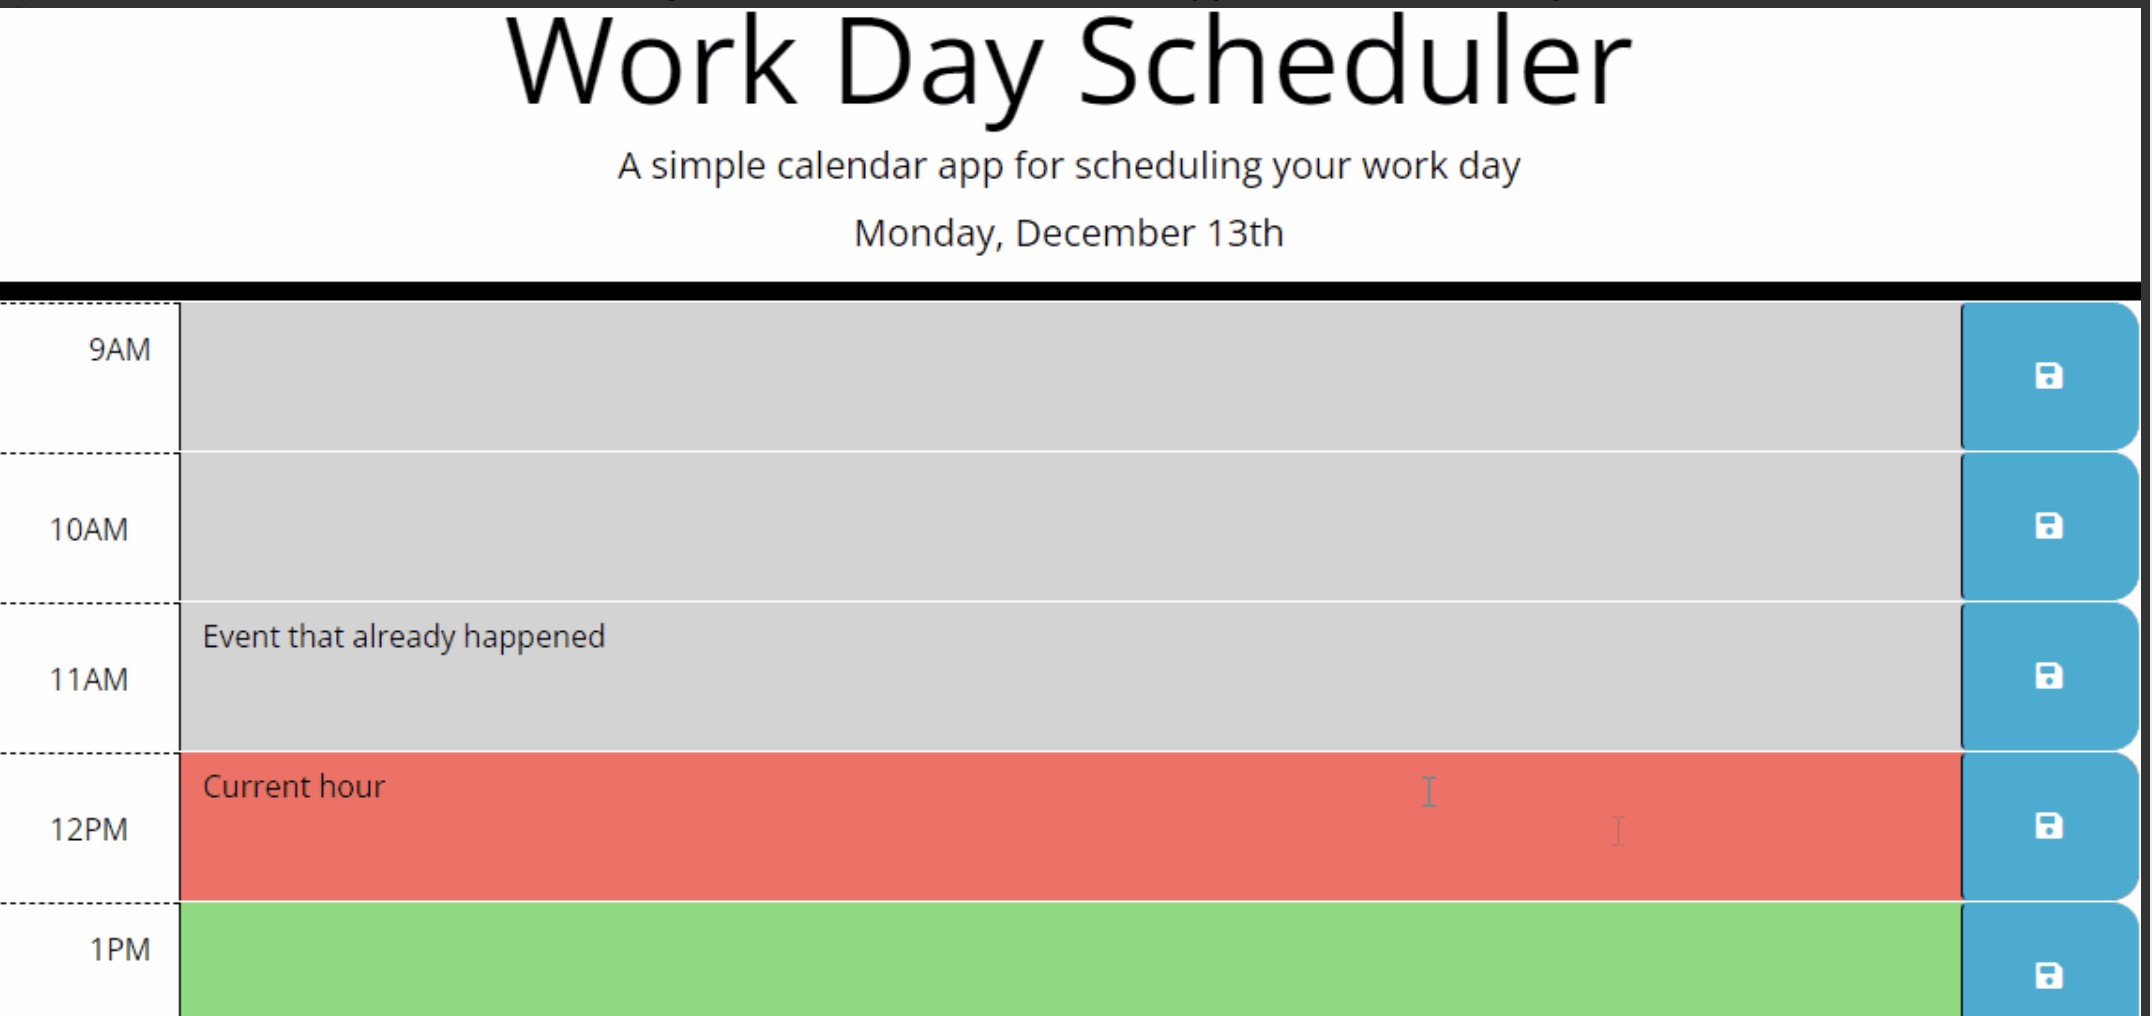 Work Day Scheduler
A simple calendar app for scheduling your work day
Monday, December 13th
9AM
10AM
Event that already happened
11AM
Current hour
12PM
1PM